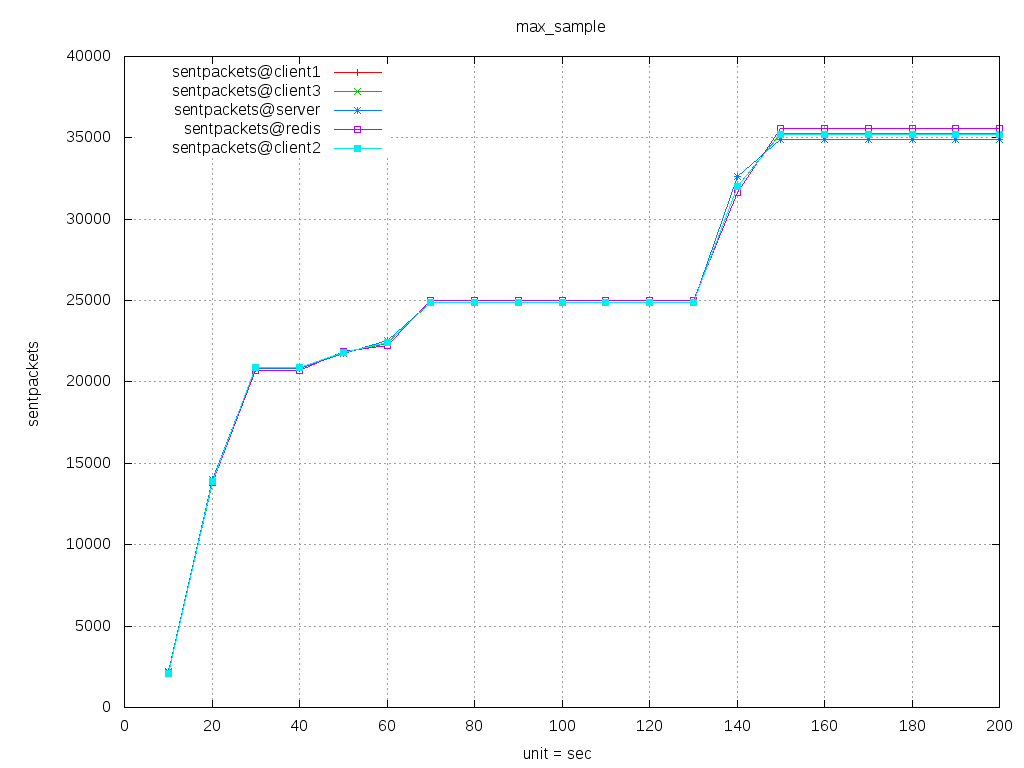 max_sample
sentpackets@client1
sentpackets@client3
sentpackets@server
sentpackets@redis
sentpackets@client2
sentpackets
40000
35000
30000
25000
20000
15000
10000
5000
0
0 20 40 60 80 100 120 140 160 180 200
unit = sec